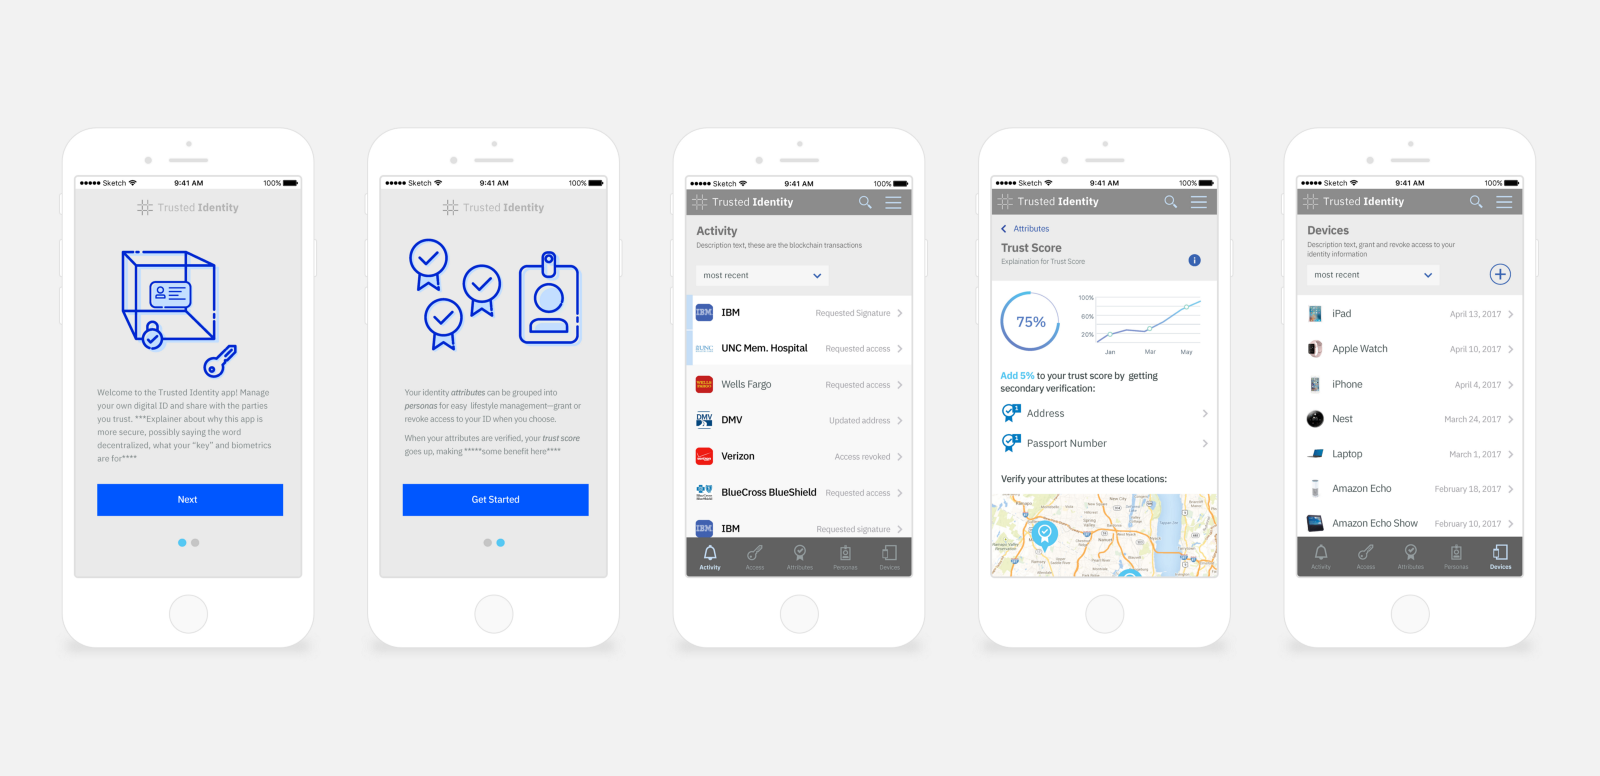 Sketch 9:41 AM 100%
Trusted Identity
Welcome to the Trusted Identity app! Manage
your own digital ID and share with the parties
you trust. ***Explainer about why this app is
more secure, possibly saying the word
decentralized, what your “key” and biometrics
are for****
Next
Sketch 9:41 AM 100%
Trusted Identity
Your identity attributes can be grouped into
personas for easy lifestyle management—grant or
revoke access to your ID when you choose.
When your attributes are verified, your trust score
goes up, making *****some benefit here****
Get Started
Sketch 9:41 AM 100%
Trusted Identity
Activity
Description text, these are the blockchain transactions
most recent
IBM IBM Requested Signature
UNC UNC Mem. Hospital Requested access
WELLS FARGO Wells Fargo Requested access
DMV DMV Updated address
Verizon Access revoked
BlueCross BlueShield Requested access
IBM IBM Requested signature
Activity Access Attributes Personas Devices
Sketch 9:41 AM 100%
Trusted Identity
Attributes
Trust Score
Explaination for Trust Score
i
75%
100%
60%
20%
Jan Mar May
Add 5% to your trust score by getting
secondary verification:
1 Address
1 Passport Number
Verify your attributes at these locations:
Sketch 9:41 AM 100%
Trusted Identity
Devices
Description text, grant and revoke access to your
identity information
most recent
iPad April 13, 2017
Apple Watch April 10, 2017
iPhone April 4, 2017
Nest March 24, 2017
Laptop March 1, 2017
Amazon Echo February 18, 2017
Amazon Echo Show February 10, 2017
Activity Access Attributes Personas Devices